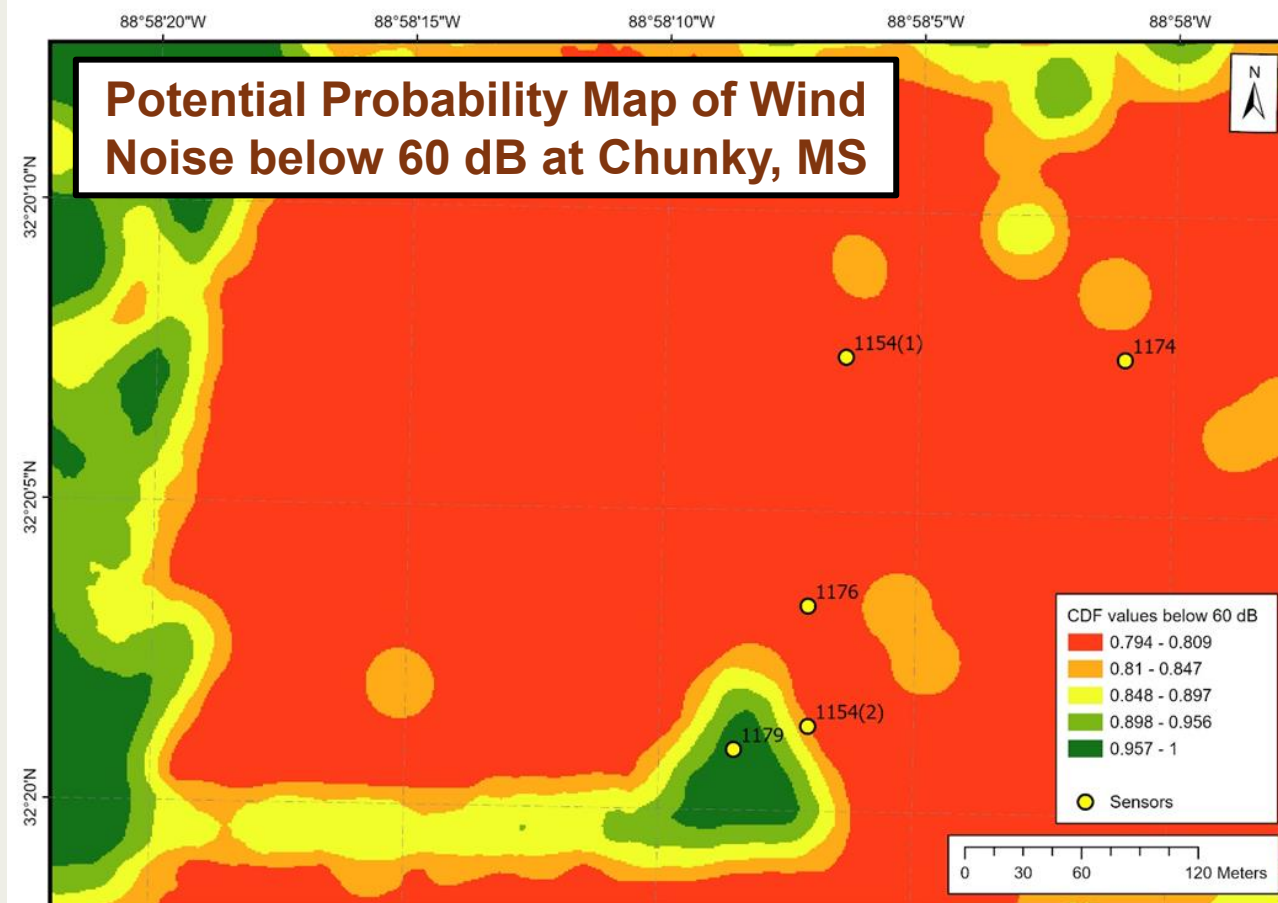 88°58'20"W 88°58'15"W 88°58'10"W 88°58'5"W 88°58'W
Potential Probability Map of Wind
Noise below 60 dB at Chunky, MS
N
32°20'10"N
1154(1)
1174
32°20'5"N
1176
1154(2)
1179
32°20'N
CDF values below 60 dB
0.794 - 0.809
0.81 - 0.847
0.848 - 0.897
0.898 - 0.956
0.957 - 1
Sensors
0 30 60 120 Meters